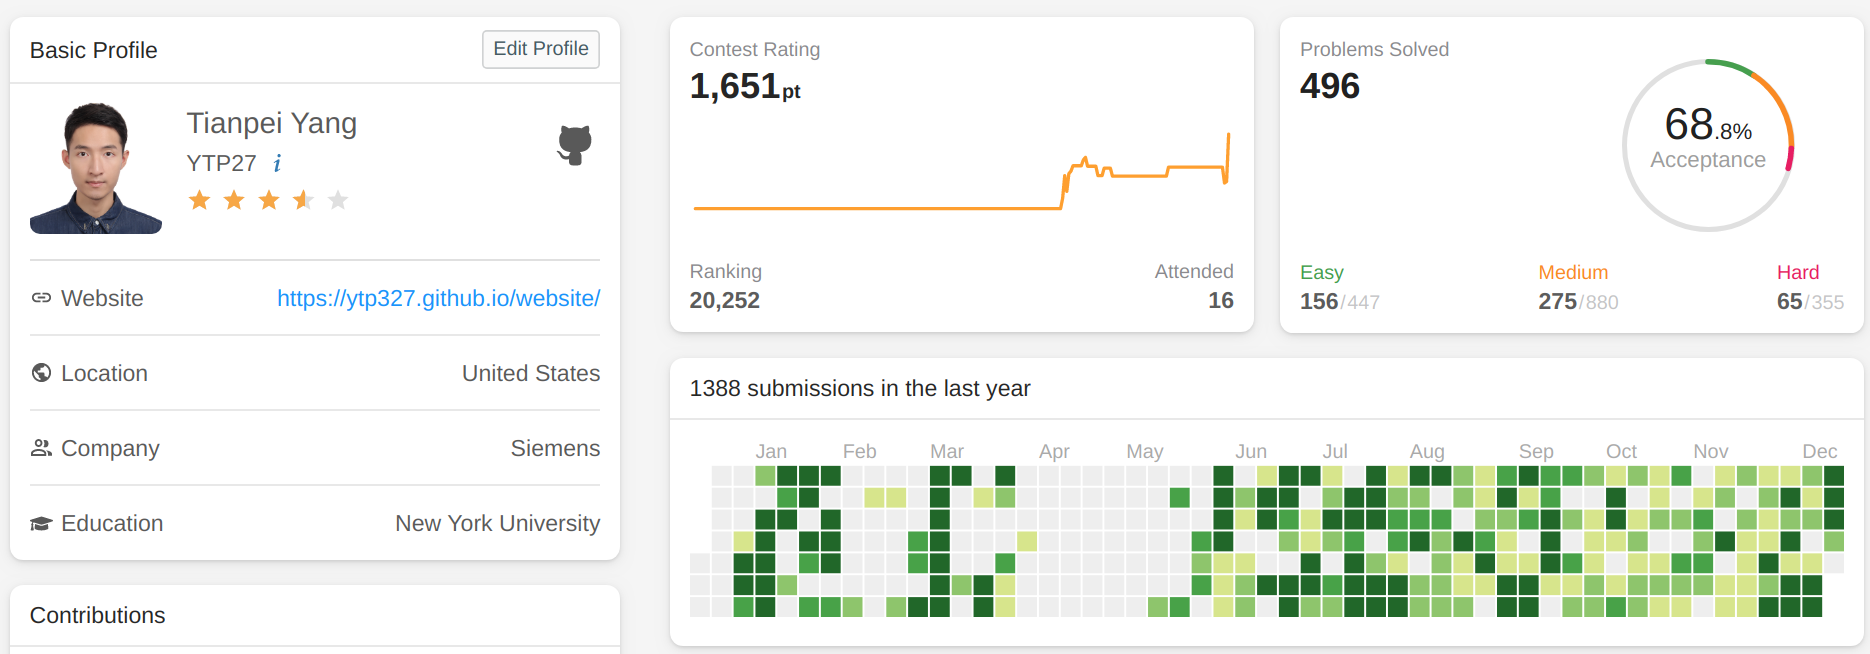 Basic Profile
Edit Profile
Tianpei Yang
YTP27 i
Website
https://ytp327.github.io/website/
Location
United States
Company
Siemens
Education
New York University
Contributions
Contest Rating
1,651pt
Ranking
20,252
Attended
16
Problems Solved
496
68.8%
Acceptance
Easy
156/447
Medium
275/880
Hard
65/355
1388 submissions in the last year
Jan Feb Mar Apr May Jun Jul Aug Sep Oct Nov Dec